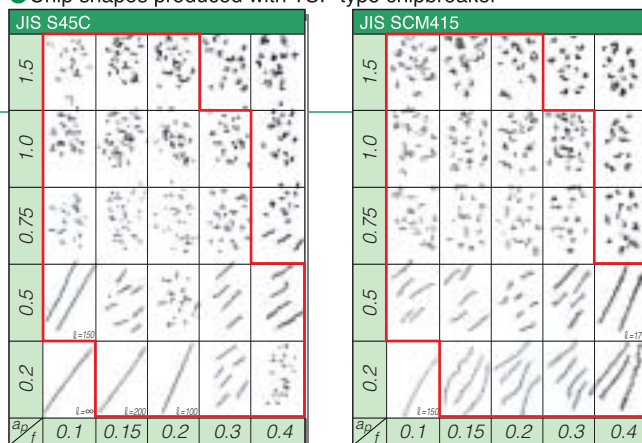 Chip shapes produced with TSF-type chipbreaker
JIS S45C
1.5
1.0
0.75
0.5
ℓ=150
0.2
ℓ=∞
ℓ=200
ℓ=100
ap f
0.1
0.15
0.2
0.3
0.4
JIS SCM415
1.5
1.0
0.75
0.5
0.2
ℓ=150
ap f
0.1
0.15
0.2
0.3
0.4